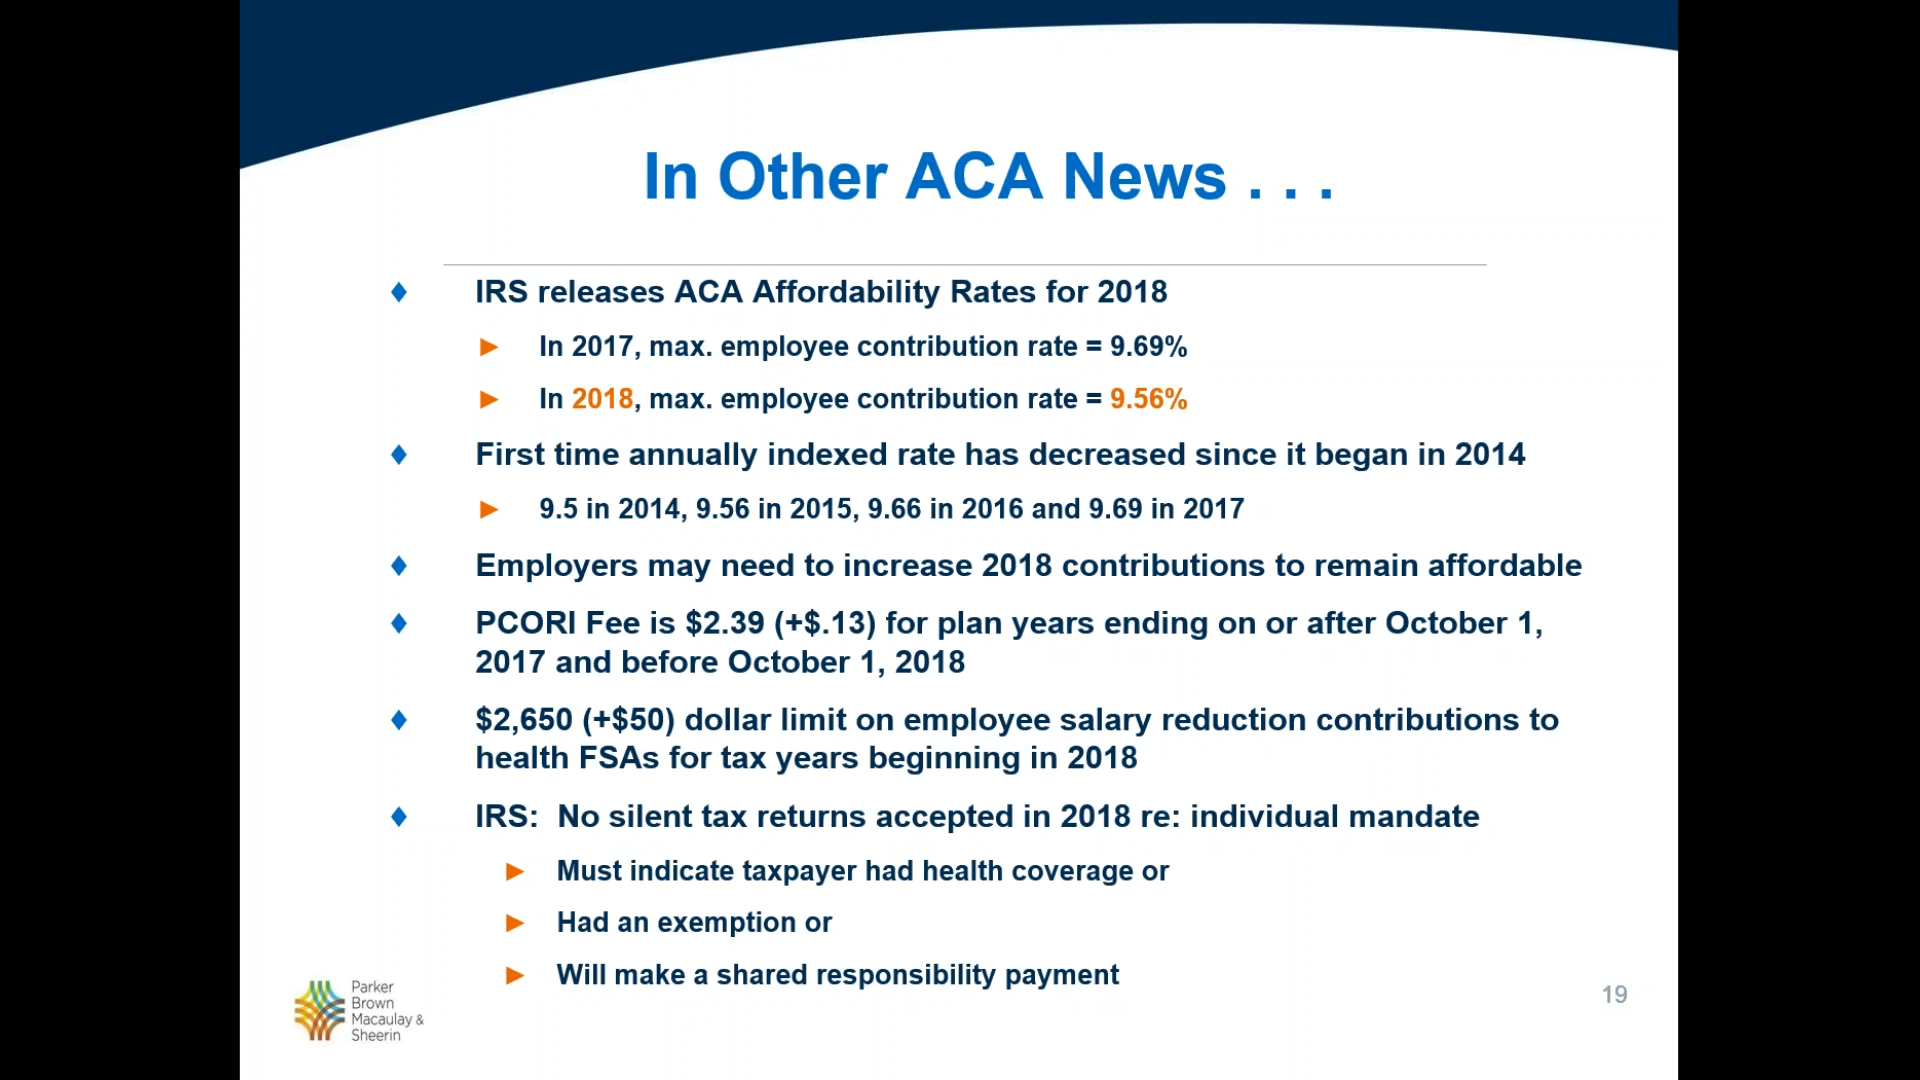 In Other ACA News . . .
♦ IRS releases ACA Affordability Rates for 2018
► In 2017, max. employee contribution rate = 9.69%
► In 2018, max. employee contribution rate = 9.56%
♦ First time annually indexed rate has decreased since it began in 2014
► 9.5 in 2014, 9.56 in 2015, 9.66 in 2016 and 9.69 in 2017
♦ Employers may need to increase 2018 contributions to remain affordable
♦ PCORI Fee is $2.39 (+$.13) for plan years ending on or after October 1,
2017 and before October 1, 2018
♦ $2,650 (+$50) dollar limit on employee salary reduction contributions to
health FSAs for tax years beginning in 2018
♦ IRS:  No silent tax returns accepted in 2018 re: individual mandate
► Must indicate taxpayer had health coverage or
► Had an exemption or
► Will make a shared responsibility payment
Parker
Brown
Macaulay &
Sheerin
19